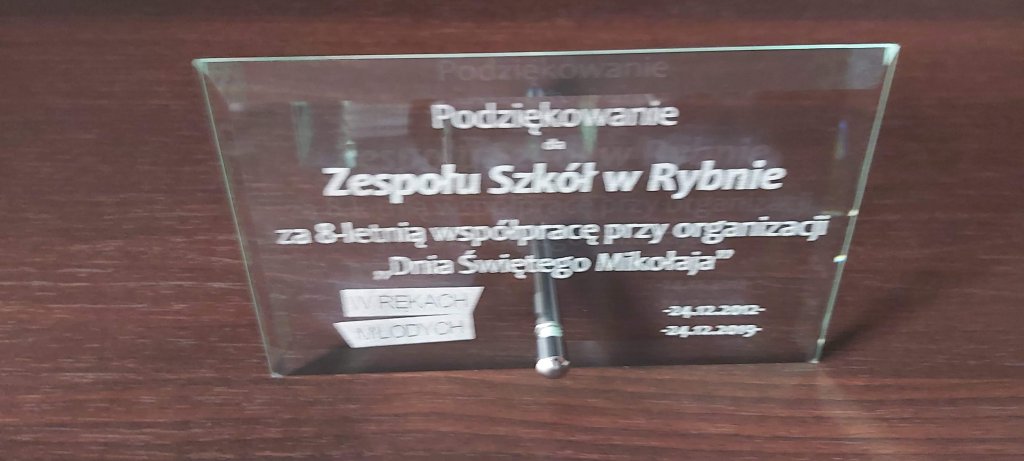 Podziękowanie
dla
Zespołu Szkół w Rybnie
za 8-letnią współpracę przy organizacji
„Dnia Świętego Mikołaja”
W RĘKACH
MŁODYCH
-24.12.2012-
-24.12.2019-